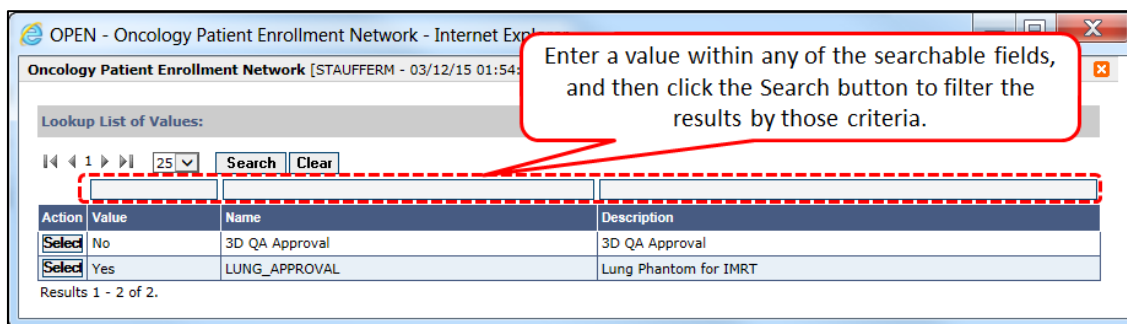 OPEN - Oncology Patient Enrollment Network - Internet
Enter a value within any of the searchable fields,
and then click the Search button to filter the
results by those criteria.
Oncology Patient Enrollment Network [STAUFFERM - 03/12/15 01:54:
Lookup List of Values:
1 25 Search Clear
Action Value Name Description
Select No 3D QA Approval 3D QA Approval
Select Yes LUNG_APPROVAL Lung Phantom for IMRT
Results 1 - 2 of 2.